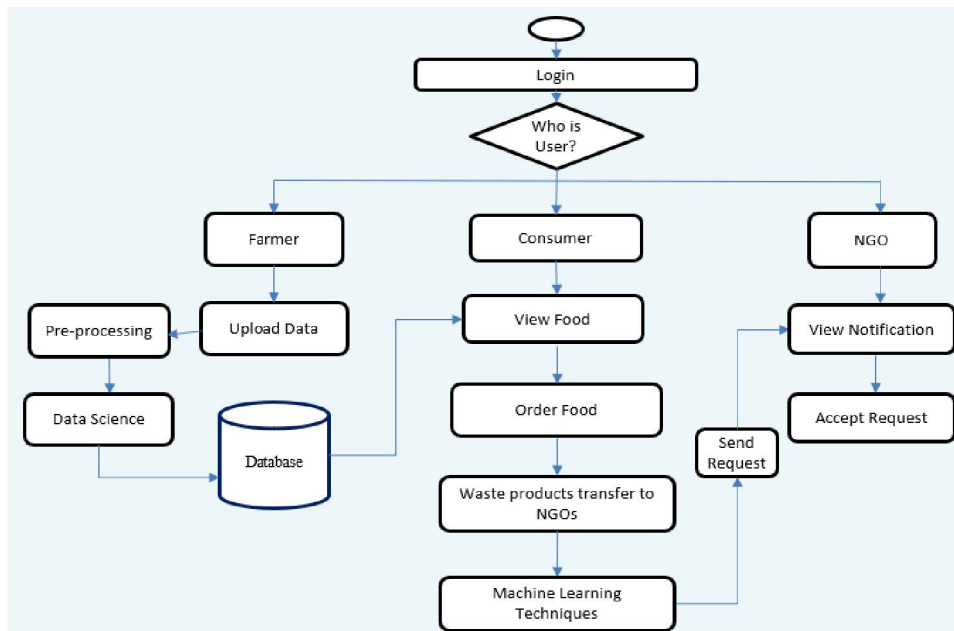 Login
Who is
User?
Farmer
Consumer
NGO
Pre-processing
Upload Data
View Food
View Notification
Data Science
Database
Order Food
Send
Request
Accept Request
Waste products transfer to
NGOs
Machine Learning
Techniques